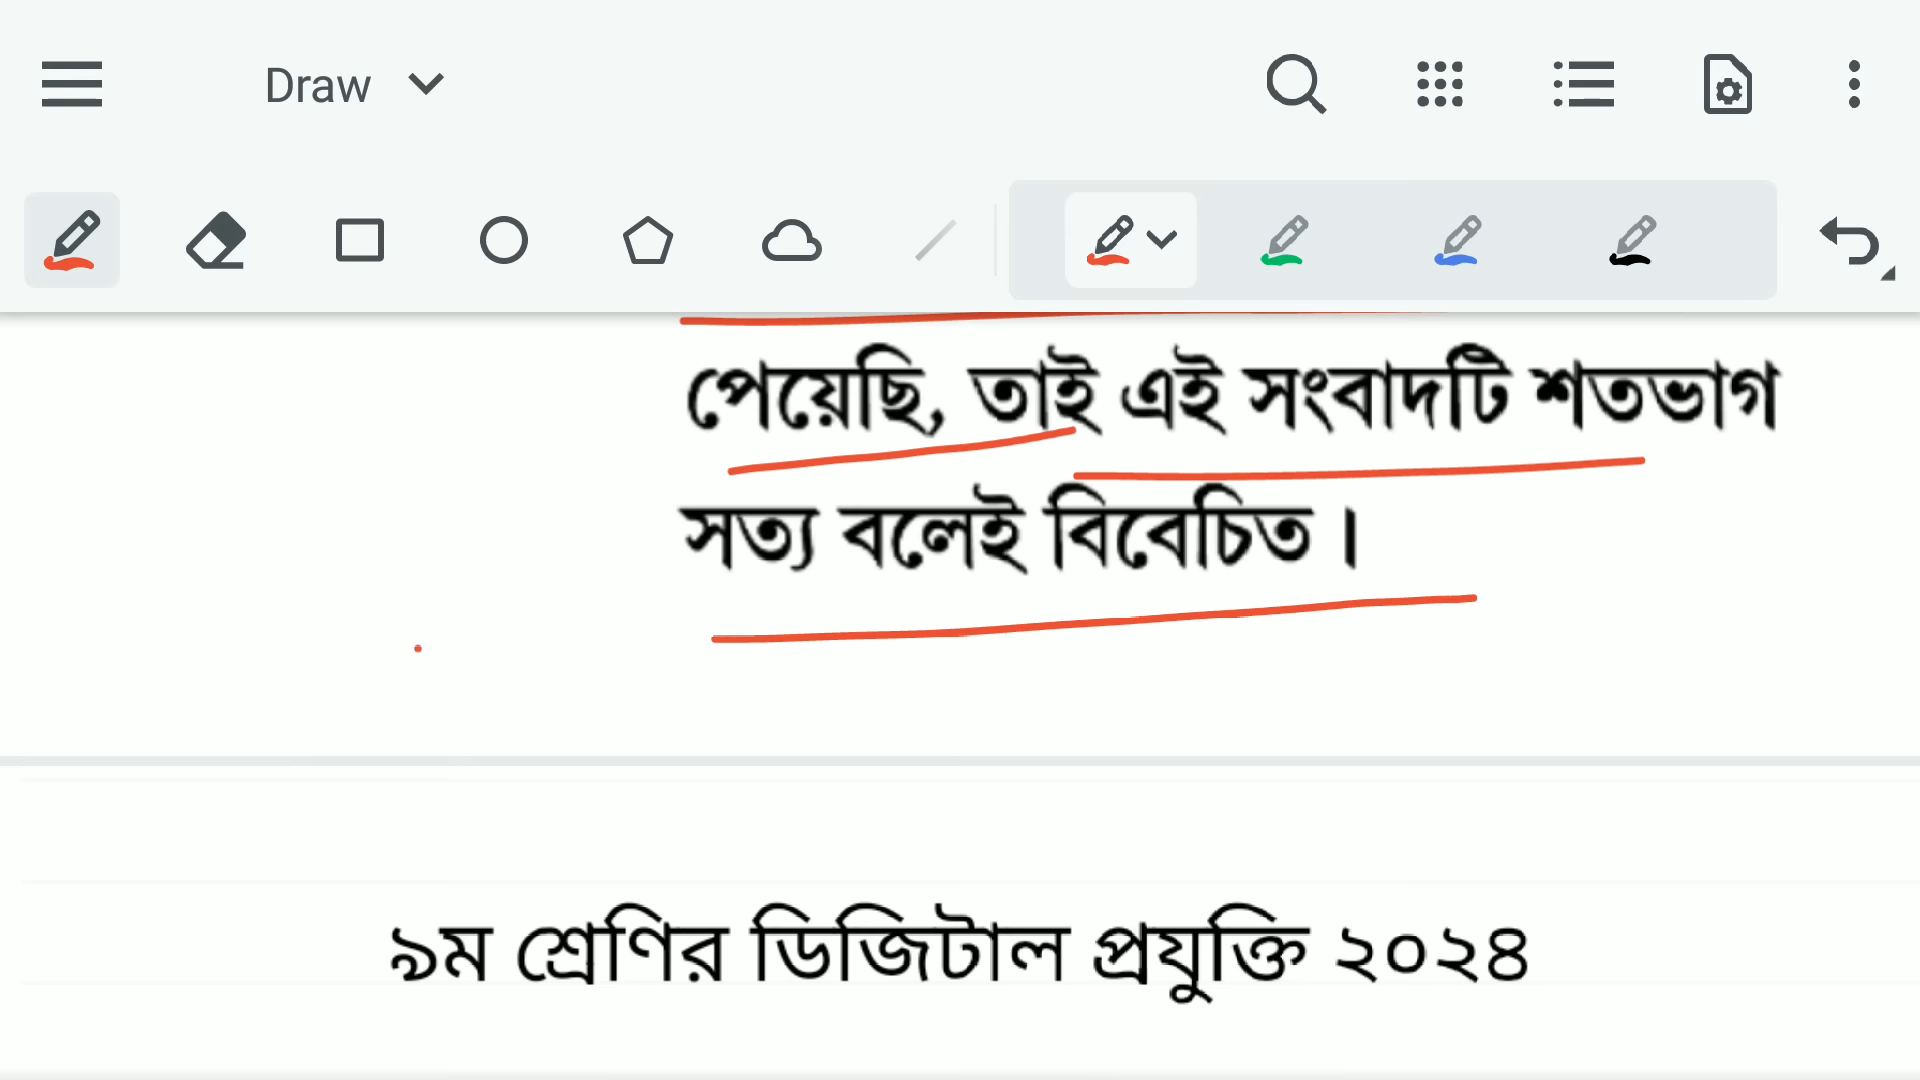 Draw
পেয়েছি, তাই এই সংবাদটি শতভাগ
সত্য বলেই বিবেচিত।
৯ম শ্রেণির ডিজিটাল প্রযুক্তি ২০২৪